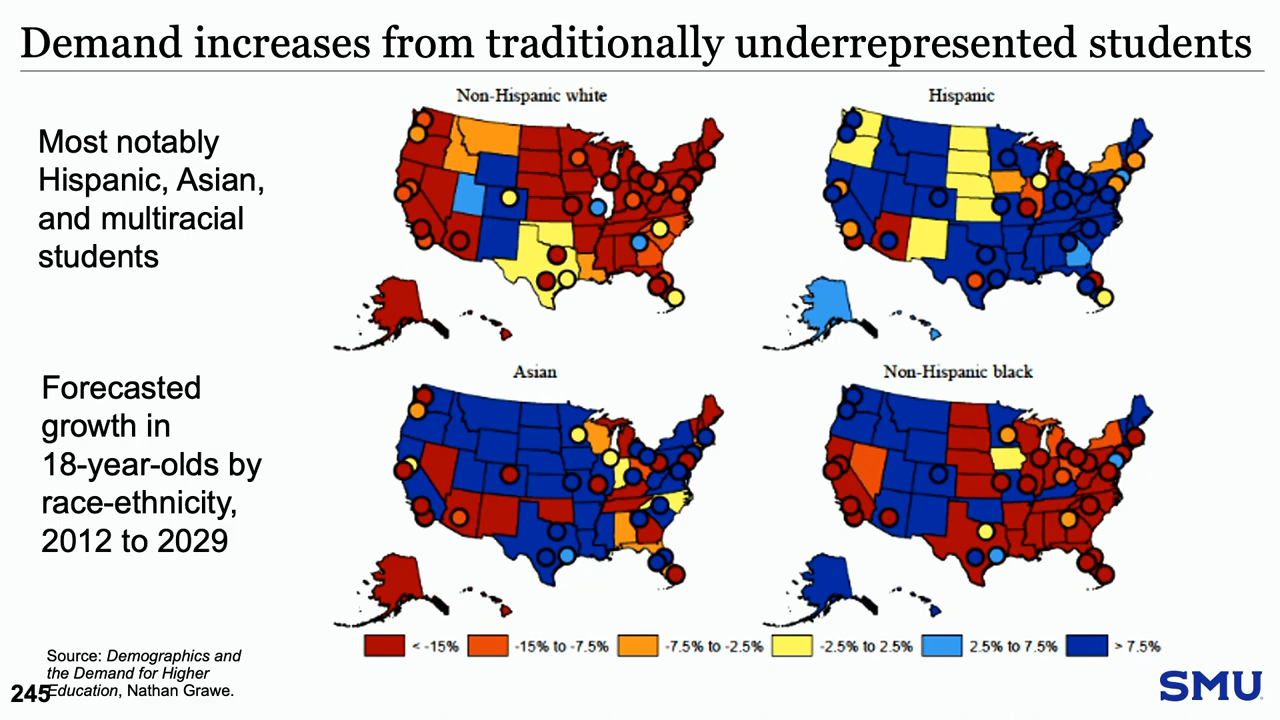 Demand increases from traditionally underrepresented students
Most notably
Hispanic, Asian,
and multiracial
students
Non-Hispanic white
Hispanic
Forecasted
growth in
18-year-olds by
race-ethnicity,
2012 to 2029
Asian
Non-Hispanic black
< -15%
-15% to -7.5%
-7.5% to -2.5%
-2.5% to 2.5%
2.5% to 7.5%
> 7.5%
Source: Demographics and
the Demand for Higher
Education, Nathan Grawe.
245
SMU